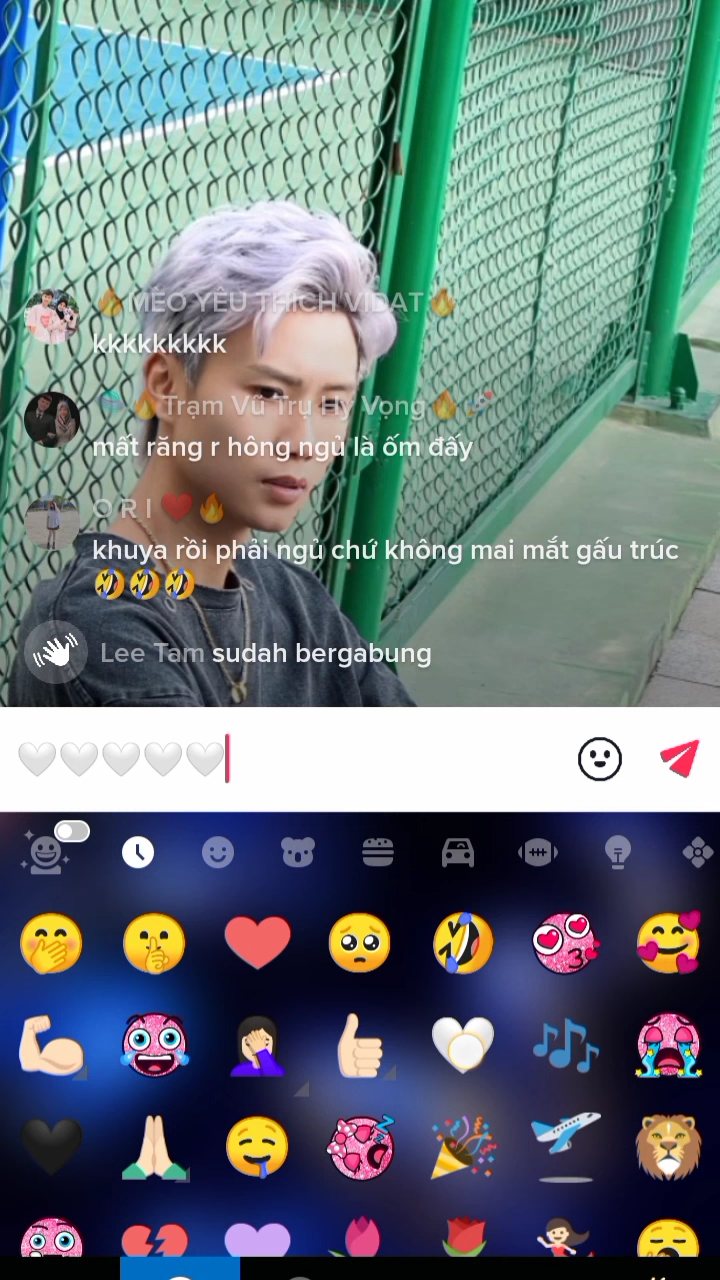 🔥MÈO YÊU THÍCH VIDAT🔥
kkkkkkkkk
🔥Trạm Vũ Trụ Hy Vọng 🔥
mất răng r hông ngủ là ốm đấy
O R I ❤️🔥
khuya rồi phải ngủ chứ không mai mắt gấu trúc
🤣🤣🤣
Lee Tam sudah bergabung
🤍🤍🤍🤍🤍